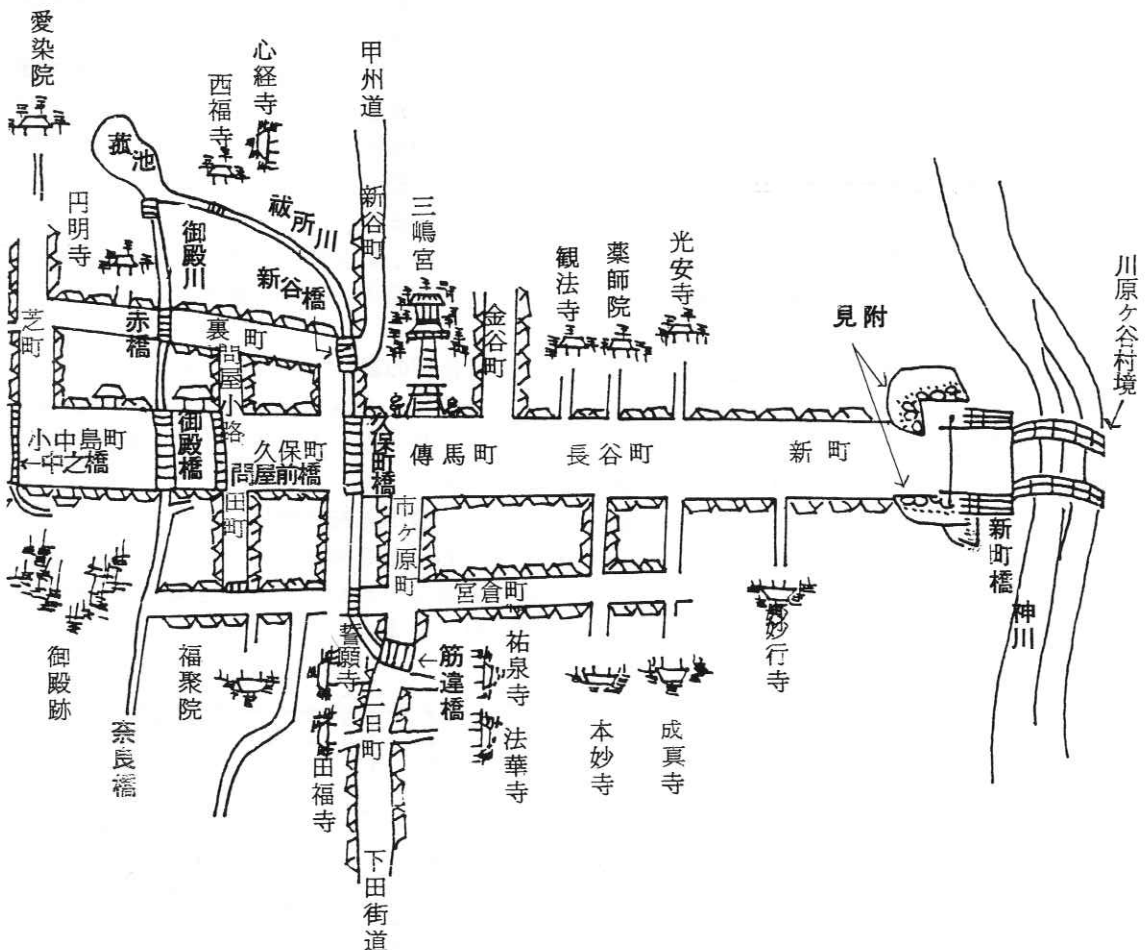 愛染院
心経寺
西福寺
甲州道
菰池
円明寺
御殿川
祓所川
新谷町
新谷橋
三嶋宮
金谷町
観法寺
薬師院
光安寺
川原ヶ谷村境
見附
芝町
赤橋
裏町
問屋小路
小中島町
←中之橋
御殿橋
久保町
問屋前橋
久保町橋
傳馬町
長谷町
新町
田町
市ヶ原町
宮倉町
新町橋
神川
御殿跡
奈良橋
福聚院
誓願寺
←筋違橋
祐泉寺
妙行寺
二日町
田福寺
法華寺
本妙寺
成真寺
下田街道